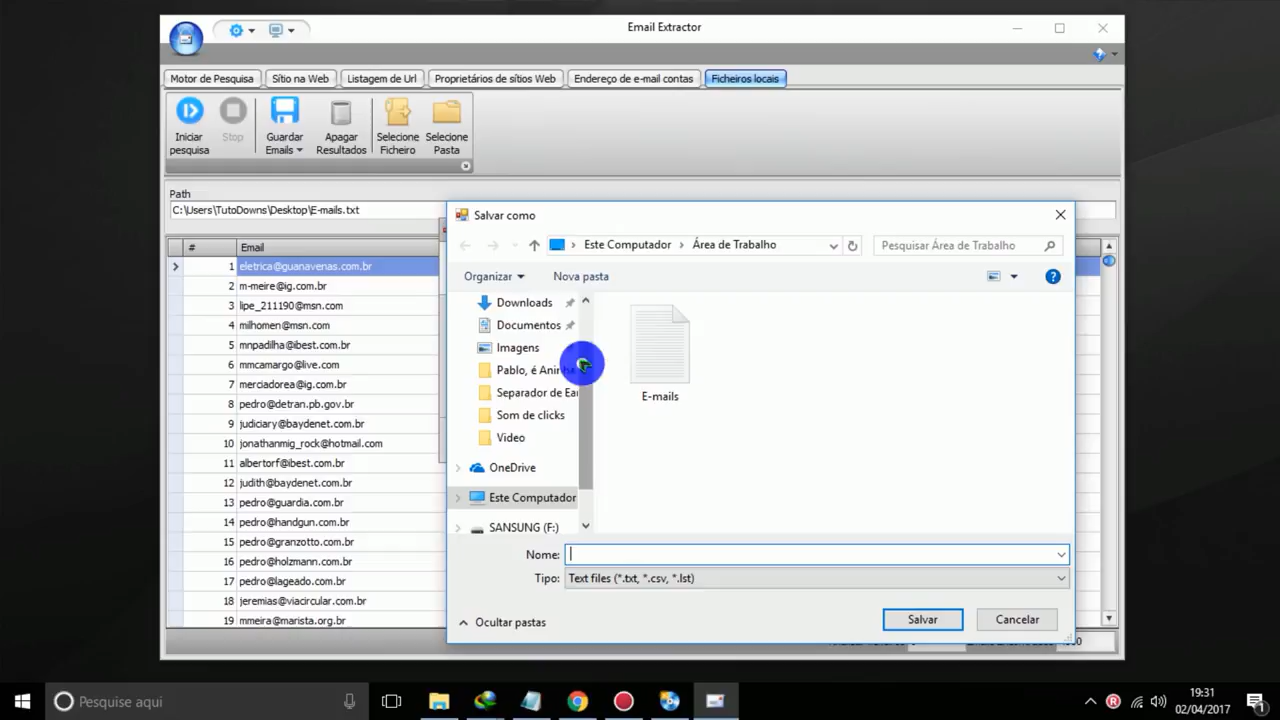 Email Extractor
Motor de Pesquisa
Sítio na Web
Listagem de Url
Proprietários de sítios Web
Endereço de e-mail contas
Ficheiros locais
Iniciar
pesquisa
Stop
Guardar
Emails
Apagar
Resultados
Selecione
Ficheiro
Selecione
Pasta
Path
C:\Users\TutoDowns\Desktop\E-mails.txt
# Email
1 eletrica@guanavenas.com.br
2 m-meire@ig.com.br
3 lipe_211190@msn.com
4 milhomen@msn.com
5 mnpadilha@ibest.com.br
6 mmcamargo@live.com
7 merciadorea@ig.com.br
8 pedro@detran.pb.gov.br
9 judiciary@baydenet.com.br
10 jonathanmig_rock@hotmail.com
11 albertorf@ibest.com.br
12 judith@baydenet.com.br
13 pedro@guardia.com.br
14 pedro@handgun.com.br
15 pedro@granzotto.com.br
16 pedro@holzmann.com.br
17 pedro@lageado.com.br
18 jeremias@viacircular.com.br
19 mmeira@marista.org.br
Salvar como
Este Computador > Área de Trabalho
Pesquisar Área de Trabalho
Organizar
Nova pasta
Downloads
Documentos
Imagens
Pablo, é Anin
Separador de Ea
Som de clicks
Video
OneDrive
Este Computador
SANSUNG (F:)
E-mails
Nome:
Tipo: Text files (*.txt, *.csv, *.lst)
Ocultar pastas
Salvar
Cancelar
Pesquise aqui
19:31
02/04/2017
1